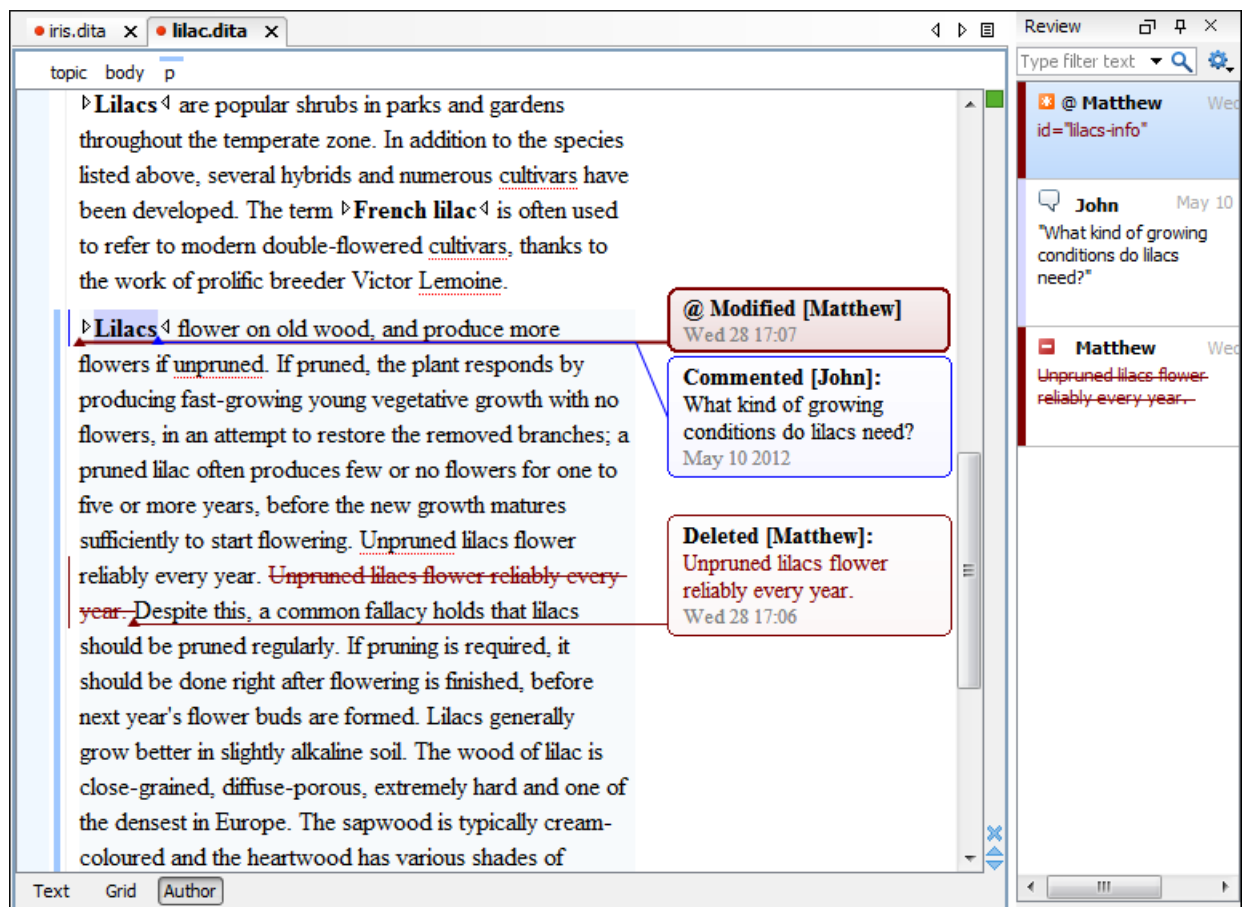 iris.dita
lilac.dita
topic body p
Lilacs are popular shrubs in parks and gardens
throughout the temperate zone. In addition to the species
listed above, several hybrids and numerous cultivars have
been developed. The term French lilac is often used
to refer to modern double-flowered cultivars, thanks to
the work of prolific breeder Victor Lemoine.
Lilacs flower on old wood, and produce more
flowers if unpruned. If pruned, the plant responds by
producing fast-growing young vegetative growth with no
flowers, in an attempt to restore the removed branches; a
pruned lilac often produces few or no flowers for one to
five or more years, before the new growth matures
sufficiently to start flowering. Unpruned lilacs flower
reliably every year. Unpruned lilacs flower reliably every
year. Despite this, a common fallacy holds that lilacs
should be pruned regularly. If pruning is required, it
should be done right after flowering is finished, before
next year's flower buds are formed. Lilacs generally
grow better in slightly alkaline soil. The wood of lilac is
close-grained, diffuse-porous, extremely hard and one of
the densest in Europe. The sapwood is typically cream-
coloured and the heartwood has various shades of
@ Modified [Matthew]
Wed 28 17:07
Commented [John]:
What kind of growing
conditions do lilacs need?
May 10 2012
Deleted [Matthew]:
Unpruned lilacs flower
reliably every year.
Wed 28 17:06
Text Grid Author
Review
Type filter text
@ Matthew Wed
id="lilacs-info"
John May 10
"What kind of growing
conditions do lilacs
need?"
Matthew Wed
Unpruned lilacs flower
reliably every year.